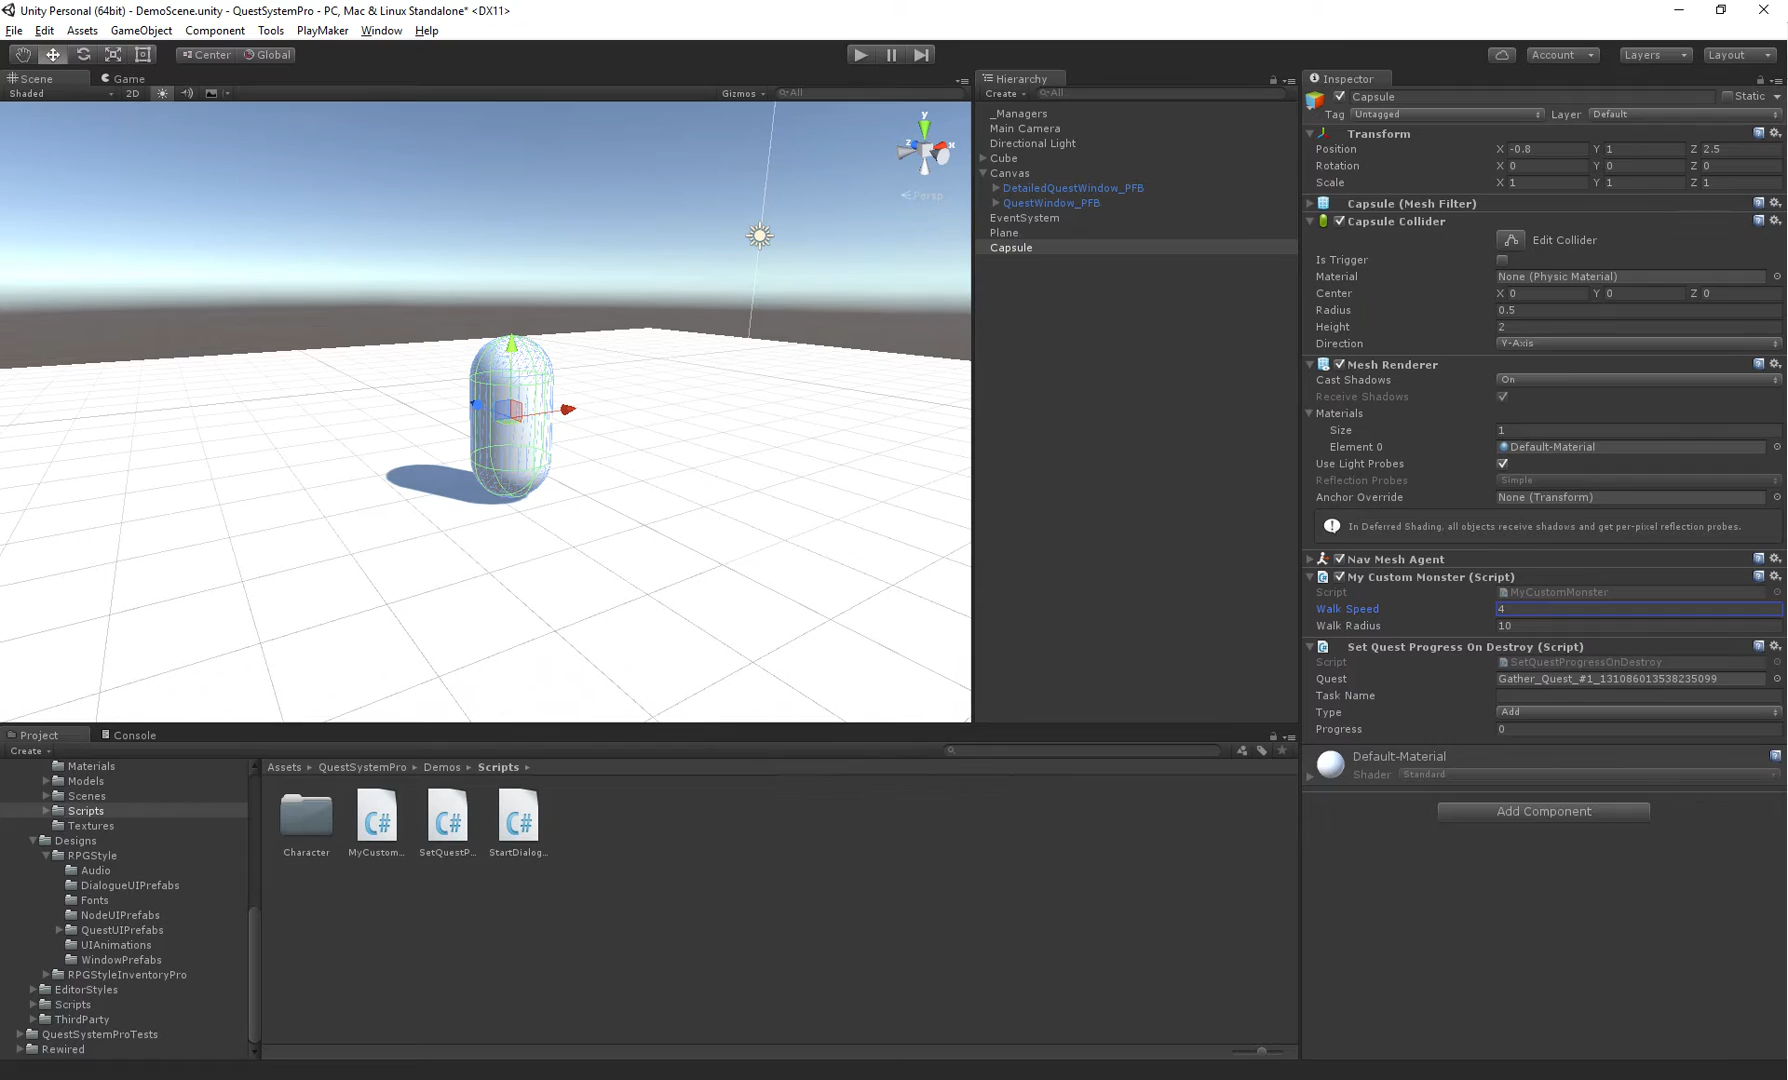 Unity Personal (64bit) - DemoScene.unity - QuestSystemPro - PC, Mac & Linux Standalone* <DX11>
File Edit Assets GameObject Component Tools PlayMaker Window Help
Center Global
Account Layers Layout
Scene Game
Shaded 2D Gizmos All
y
x
z
Persp
Hierarchy
Create All
_Managers
Main Camera
Directional Light
Cube
Canvas
DetailedQuestWindow_PFB
QuestWindow_PFB
EventSystem
Plane
Capsule
Inspector
Capsule Static
Tag Untagged Layer Default
Transform
Position X -0.8 Y 1 Z 2.5
Rotation X 0 Y 0 Z 0
Scale X 1 Y 1 Z 1
Capsule (Mesh Filter)
Capsule Collider
Edit Collider
Is Trigger
Material None (Physic Material)
Center X 0 Y 0 Z 0
Radius 0.5
Height 2
Direction Y-Axis
Mesh Renderer
Cast Shadows On
Receive Shadows
Materials
Size 1
Element 0 Default-Material
Use Light Probes
Reflection Probes Simple
Anchor Override None (Transform)
In Deferred Shading, all objects receive shadows and get per-pixel reflection probes.
Nav Mesh Agent
C# My Custom Monster (Script)
Script MyCustomMonster
Walk Speed 4
Walk Radius 10
C# Set Quest Progress On Destroy (Script)
Script SetQuestProgressOnDestroy
Quest Gather_Quest_#1_131086013538235099
Task Name
Type Add
Progress 0
Default-Material
Shader Standard
Add Component
Project Console
Create
Materials
Models
Scenes
Scripts
Textures
Designs
RPGStyle
Audio
DialogueUIPrefabs
Fonts
NodeUIPrefabs
QuestUIPrefabs
UIAnimations
WindowPrefabs
RPGStyleInventoryPro
EditorStyles
Scripts
ThirdParty
QuestSystemProTests
Rewired
Assets QuestSystemPro Demos Scripts
C# C# C#
Character MyCustom... SetQuestP... StartDialog...